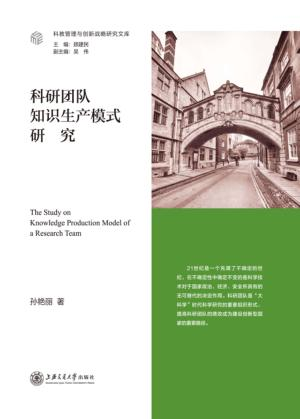 科教管理与创新战略研究文库
主 编：顾建民
副主编：吴 伟
科研团队
知识生产模式
研 究
The Study on
Knowledge Production Model of
a Research Team
21世纪是一个充满了不确定的世
纪，在不确定性中确定不变的是科学技
术对于国家政治、经济、安全所具有的
无可替代的决定作用。科研团队是“大
科学”时代科学研究的重要组织形式，
提高科研团队的绩效成为建设创新型国
家的重要路径。
孙艳丽 著
上海交通大学出版社